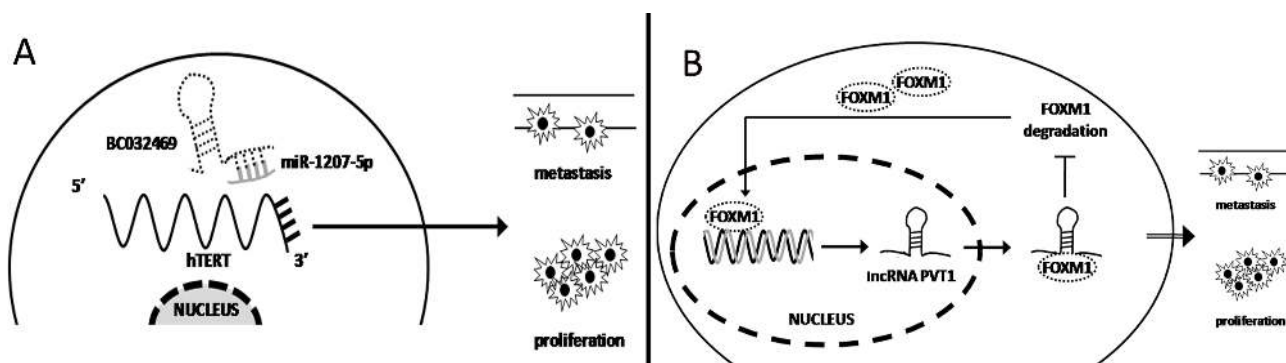 A
BC032469
miR-1207-5p
5'
hTERT
3'
NUCLEUS
metastasis
proliferation
B
FOXM1
FOXM1
FOXM1
degradation
FOXM1
lncRNA PVT1
FOXM1
NUCLEUS
metastasis
proliferation